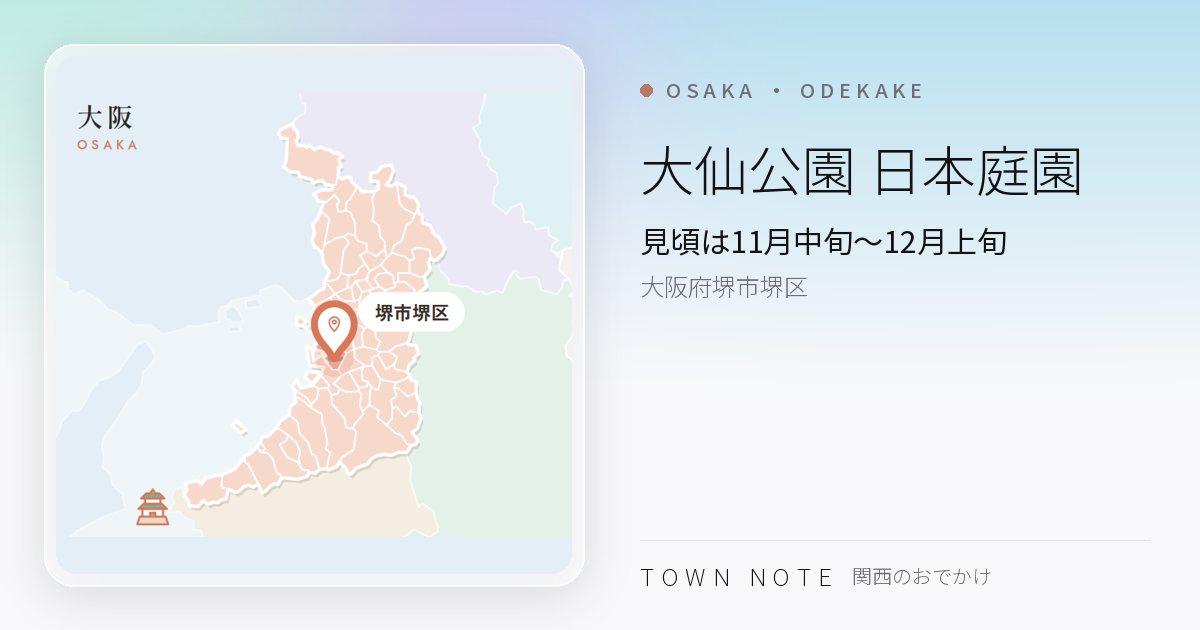 大阪
OSAKA
堺市堺区
OSAKA・ODEKAKE
大仙公園 日本庭園
見頃は11月中旬〜12月上旬
大阪府堺市堺区
TOWN NOTE 関西のおでかけ